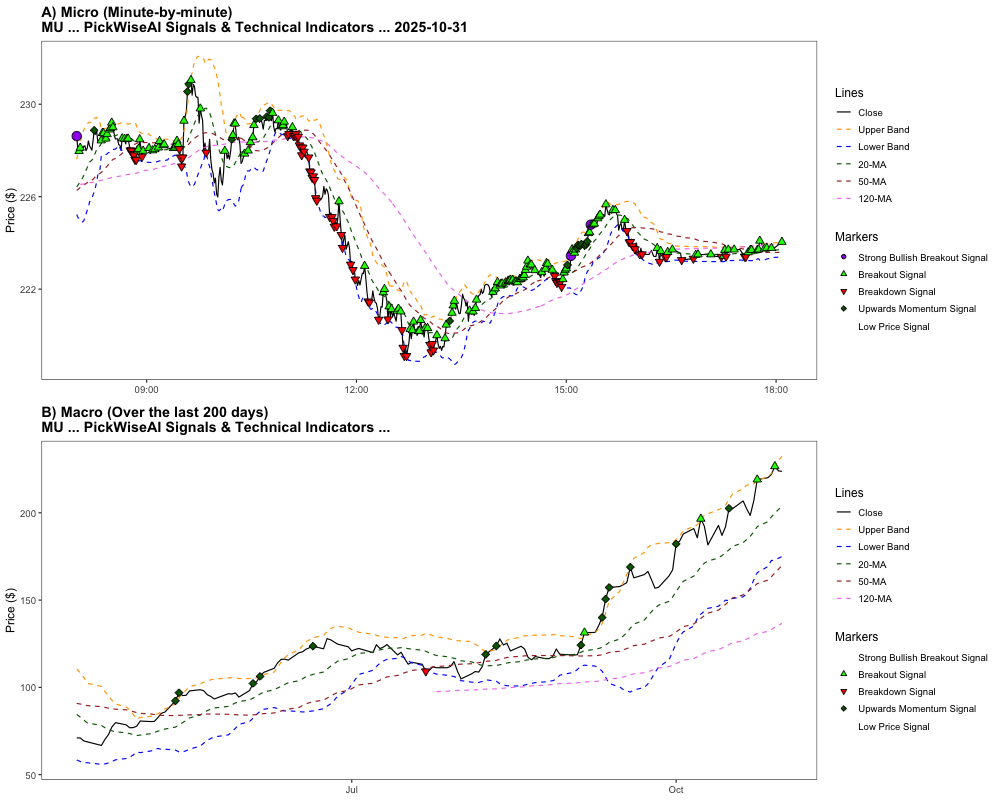 A) Micro (Minute-by-minute)
MU ... PickWiseAI Signals & Technical Indicators ... 2025-10-31
Price ($)
230
226
222
09:00
12:00
15:00
18:00
Lines
Close
Upper Band
Lower Band
20-MA
50-MA
120-MA
Markers
Strong Bullish Breakout Signal
Breakout Signal
Breakdown Signal
Upwards Momentum Signal
Low Price Signal
B) Macro (Over the last 200 days)
MU ... PickWiseAI Signals & Technical Indicators ...
Price ($)
200
150
100
50
Jul
Oct
Lines
Close
Upper Band
Lower Band
20-MA
50-MA
120-MA
Markers
Strong Bullish Breakout Signal
Breakout Signal
Breakdown Signal
Upwards Momentum Signal
Low Price Signal